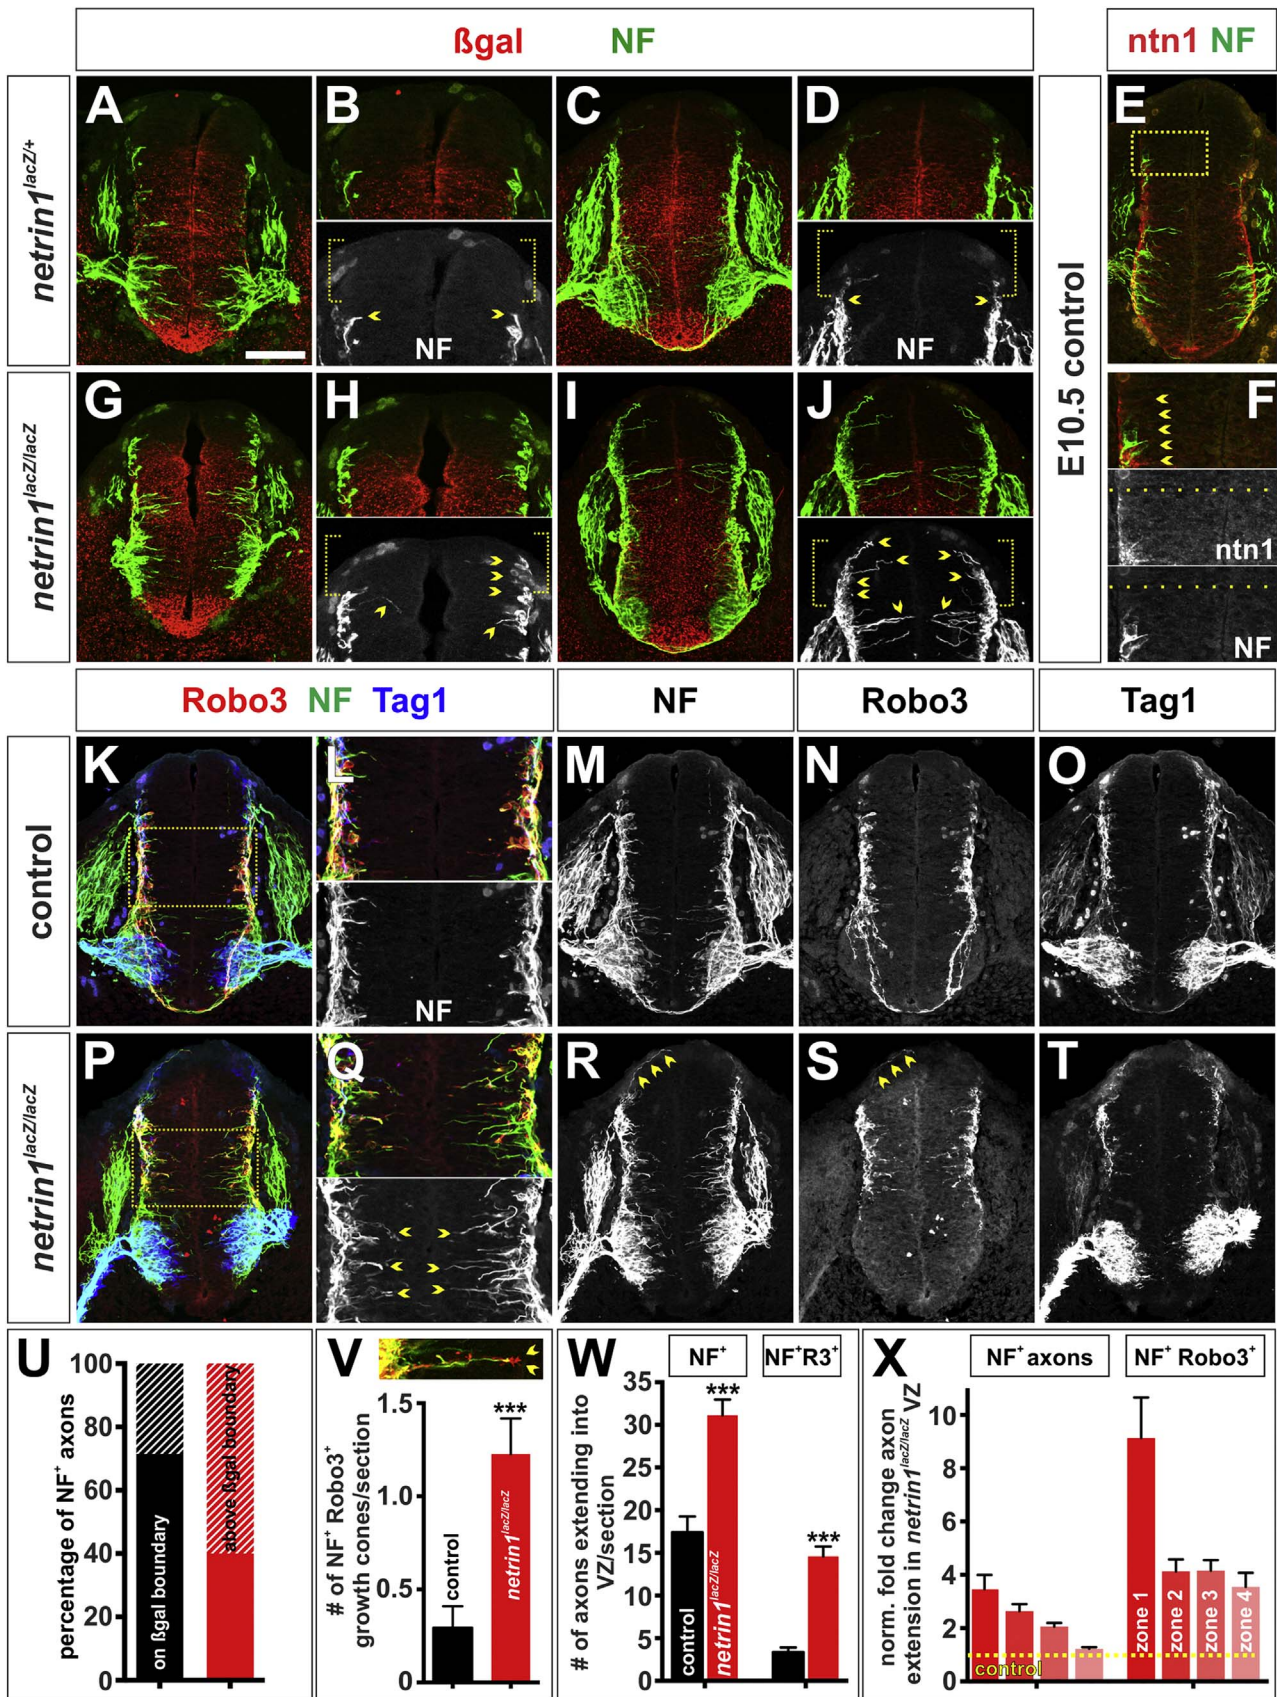 ßgal NF
ntn1 NF
netrin1lacZ/+
A
B
NF
C
D
NF
E10.5 control
E
netrin1lacZ/lacZ
G
H
I
J
F
ntn1
NF
Robo3 NF Tag1
NF
Robo3
Tag1
control
K
L
NF
M
N
O
netrin1lacZ/lacZ
P
Q
R
S
T
U
percentage of NF+ axons
100
80
60
40
20
0
on ßgal boundary
above ßgal boundary
V
# of NF+ Robo3+
growth cones/section
1.5
1.0
0.5
0
control
***
netrin1lacZ/lacZ
W
NF+
NF+R3+
# of axons extending into
VZ/section
35
30
25
20
15
10
5
0
control
***
netrin1lacZ/lacZ
***
X
NF+ axons
NF+ Robo3+
norm. fold change axon
extension in netrin1lacZ/lacZ VZ
10
8
6
4
2
0
control
zone 1
zone 2
zone 3
zone 4